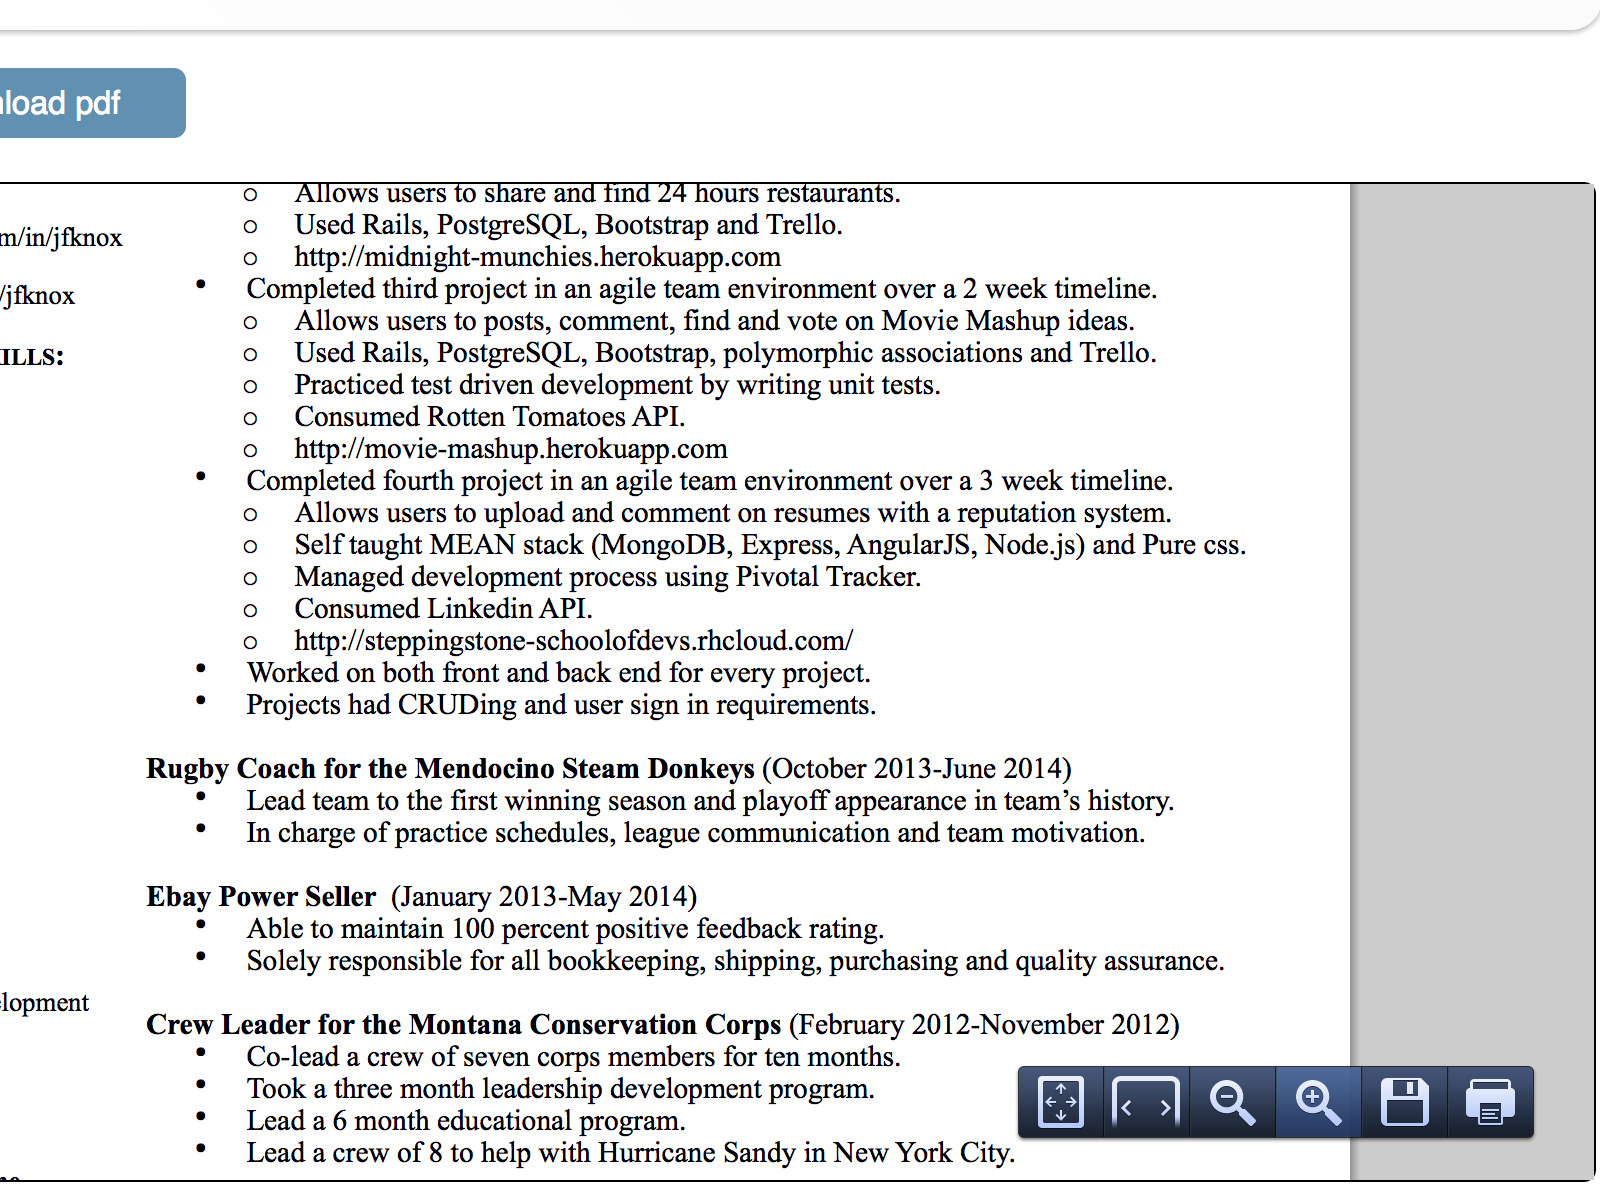 load pdf
Allows users to share and find 24 hours restaurants.
Used Rails, PostgreSQL, Bootstrap and Trello.
m/in/jfknox
http://midnight-munchies.herokuapp.com
Completed third project in an agile team environment over a 2 week timeline.
/jfknox
Allows users to posts, comment, find and vote on Movie Mashup ideas.
ILLS:
Used Rails, PostgreSQL, Bootstrap, polymorphic associations and Trello.
Practiced test driven development by writing unit tests.
Consumed Rotten Tomatoes API.
http://movie-mashup.herokuapp.com
Completed fourth project in an agile team environment over a 3 week timeline.
Allows users to upload and comment on resumes with a reputation system.
Self taught MEAN stack (MongoDB, Express, AngularJS, Node.js) and Pure css.
Managed development process using Pivotal Tracker.
Consumed Linkedin API.
http://steppingstone-schoolofdevs.rhcloud.com/
Worked on both front and back end for every project.
Projects had CRUDing and user sign in requirements.
Rugby Coach for the Mendocino Steam Donkeys (October 2013-June 2014)
Lead team to the first winning season and playoff appearance in team’s history.
In charge of practice schedules, league communication and team motivation.
Ebay Power Seller (January 2013-May 2014)
Able to maintain 100 percent positive feedback rating.
Solely responsible for all bookkeeping, shipping, purchasing and quality assurance.
elopment
Crew Leader for the Montana Conservation Corps (February 2012-November 2012)
Co-lead a crew of seven corps members for ten months.
Took a three month leadership development program.
Lead a 6 month educational program.
Lead a crew of 8 to help with Hurricane Sandy in New York City.